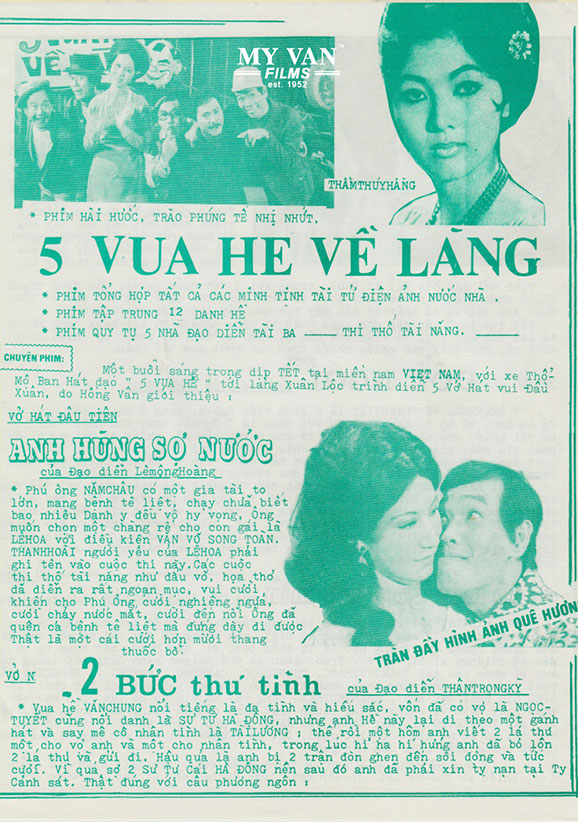 MY VAN™
FILMS
est. 1952
THẨMTHUÝHẰNG
* PHIM HÀI HƯỚC, TRÀO PHÚNG TẾ NHỊ NHỨT.
5 VUA HỀ VỀ LÀNG
* PHIM TỔNG HỢP TẤT CẢ CÁC MINH TINH TÀI TỬ ĐIỆN ẢNH NƯỚC NHÀ .
* PHIM TẬP TRUNG 12 DANH HỀ
* PHIM QUY TỤ 5 NHÀ ĐẠO DIỄN TÀI BA ____ THI THỐ TÀI NĂNG. ____
CHUYỆN PHIM:
Một buổi sáng trong dịp TẾT tại miền nam VIỆT NAM, với xe Thổ
Mộ Ban Hát dạo " 5 VUA HỀ " tới làng Xuân Lộc trình diễn 5 Vở Hát vui Đầu
Xuân, do Hồng Vân giới thiệu :
VỞ HÁT ĐẦU TIÊN
ANH HÙNG SỢ NƯỚC
của Đạo diễn LêmộngHoàng
* Phú ông NĂMCHÂU có một gia tài to
lớn, mang bệnh tê liệt, chạy chữa biết
bao nhiêu Danh y đều vô hy vọng, Ông
muốn chọn một chàng rể cho con gái là
LÊHOA với điều kiện VĂN VÕ SONG TOÀN.
THANHHOÀI người yêu của LÊHOA phải
ghi tên vào cuộc thi này.Các cuộc
thi thố tài năng như đấu võ, họa thơ
đã diễn ra rất ngoạn mục, vui cười,
khiến cho Phú Ông, cười nghiêng ngửa,
cười chảy nước mắt, cười đến nỗi Ông đã
quên cả bệnh tê liệt mà đứng dậy đi được
Thật là một cái cười hơn mười thang
thuốc bổ.
TRÀN ĐẦY HÌNH ẢNH QUÊ HƯƠN
VỞ N
2 BỨC thư tình
của Đạo diễn THÂNTRỌNGKỲ
* Vua hề VĂNCHUNG nổi tiếng là đa tình và hiếu sắc, vốn đã có vợ là NGỌC-
TUYẾT cũng nổi danh là SƯ TỬ HÀ ĐÔNG, nhưng anh Hề này lại đi theo một gánh
hát và say mê cô nhân tình là TÀILƯƠNG ; thế rồi một hôm anh viết 2 lá thư
một cho vợ anh và một cho nhân tình, trong lúc hí ha hí hửng anh đã bỏ lộn
2 lá thư và gửi đi. Hậu quả là anh bị 2 trận đòn ghen đến sôi động và tức
cười. Vì quá sợ 2 Sư Tử Cái HÀ ĐÔNG nên sau đó anh đã phải xin tỵ nạn tại Ty
Cảnh sát. Thật đúng với câu phương ngôn :